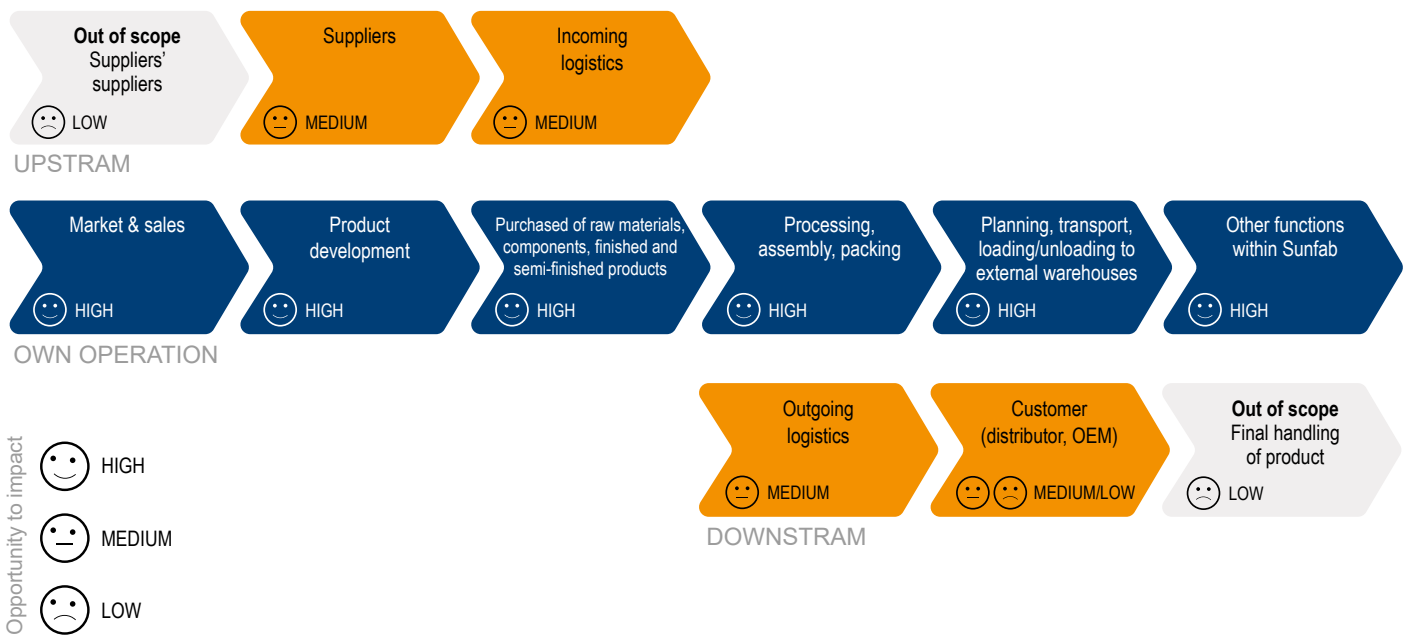 Out of scope
Suppliers’
suppliers
LOW
Suppliers
MEDIUM
Incoming
logistics
MEDIUM
UPSTRAM
Market & sales
HIGH
Product
development
HIGH
Purchased of raw materials,
components, finished and
semi-finished products
HIGH
Processing,
assembly, packing
HIGH
Planning, transport,
loading/unloading to
external warehouses
HIGH
Other functions
within Sunfab
HIGH
OWN OPERATION
Outgoing
logistics
MEDIUM
Customer
(distributor, OEM)
MEDIUM/LOW
Out of scope
Final handling
of product
LOW
DOWNSTRAM
Opportunity to impact
HIGH
MEDIUM
LOW